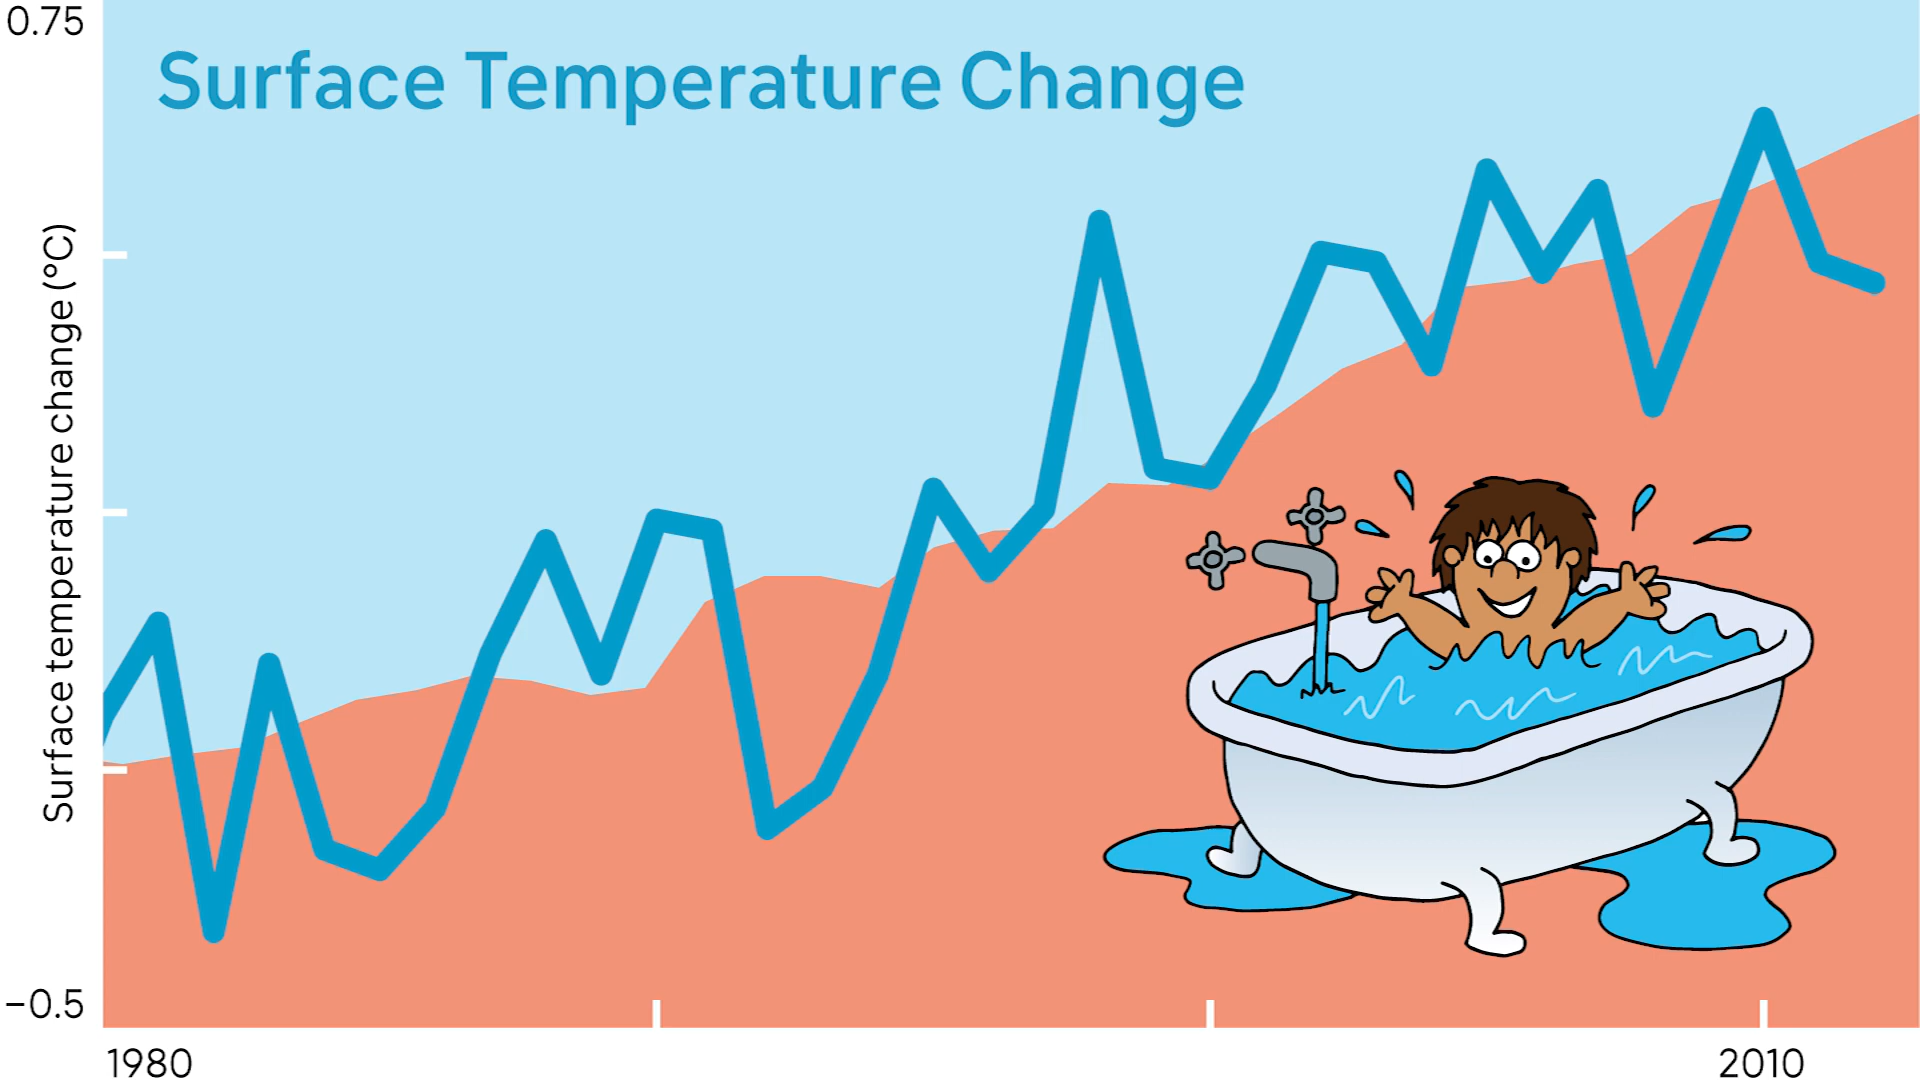 0.75
Surface Temperature Change
Surface temperature change (°C)
−0.5
1980
2010